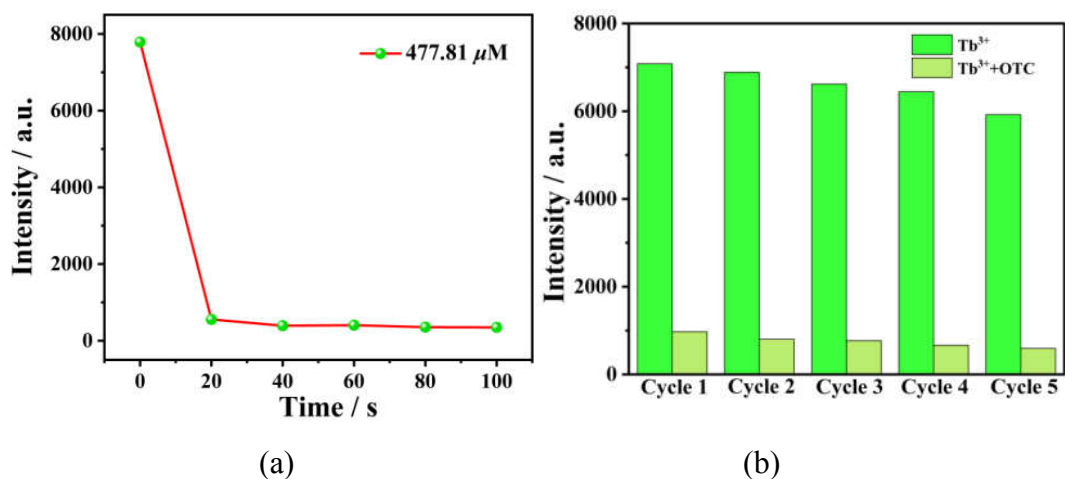 8000
6000
4000
2000
0
Intensity / a.u.
477.81 μM
0 20 40 60 80 100
Time / s
(a)
8000
6000
4000
2000
0
Intensity / a.u.
Tb³⁺
Tb³⁺+OTC
Cycle 1 Cycle 2 Cycle 3 Cycle 4 Cycle 5
(b)